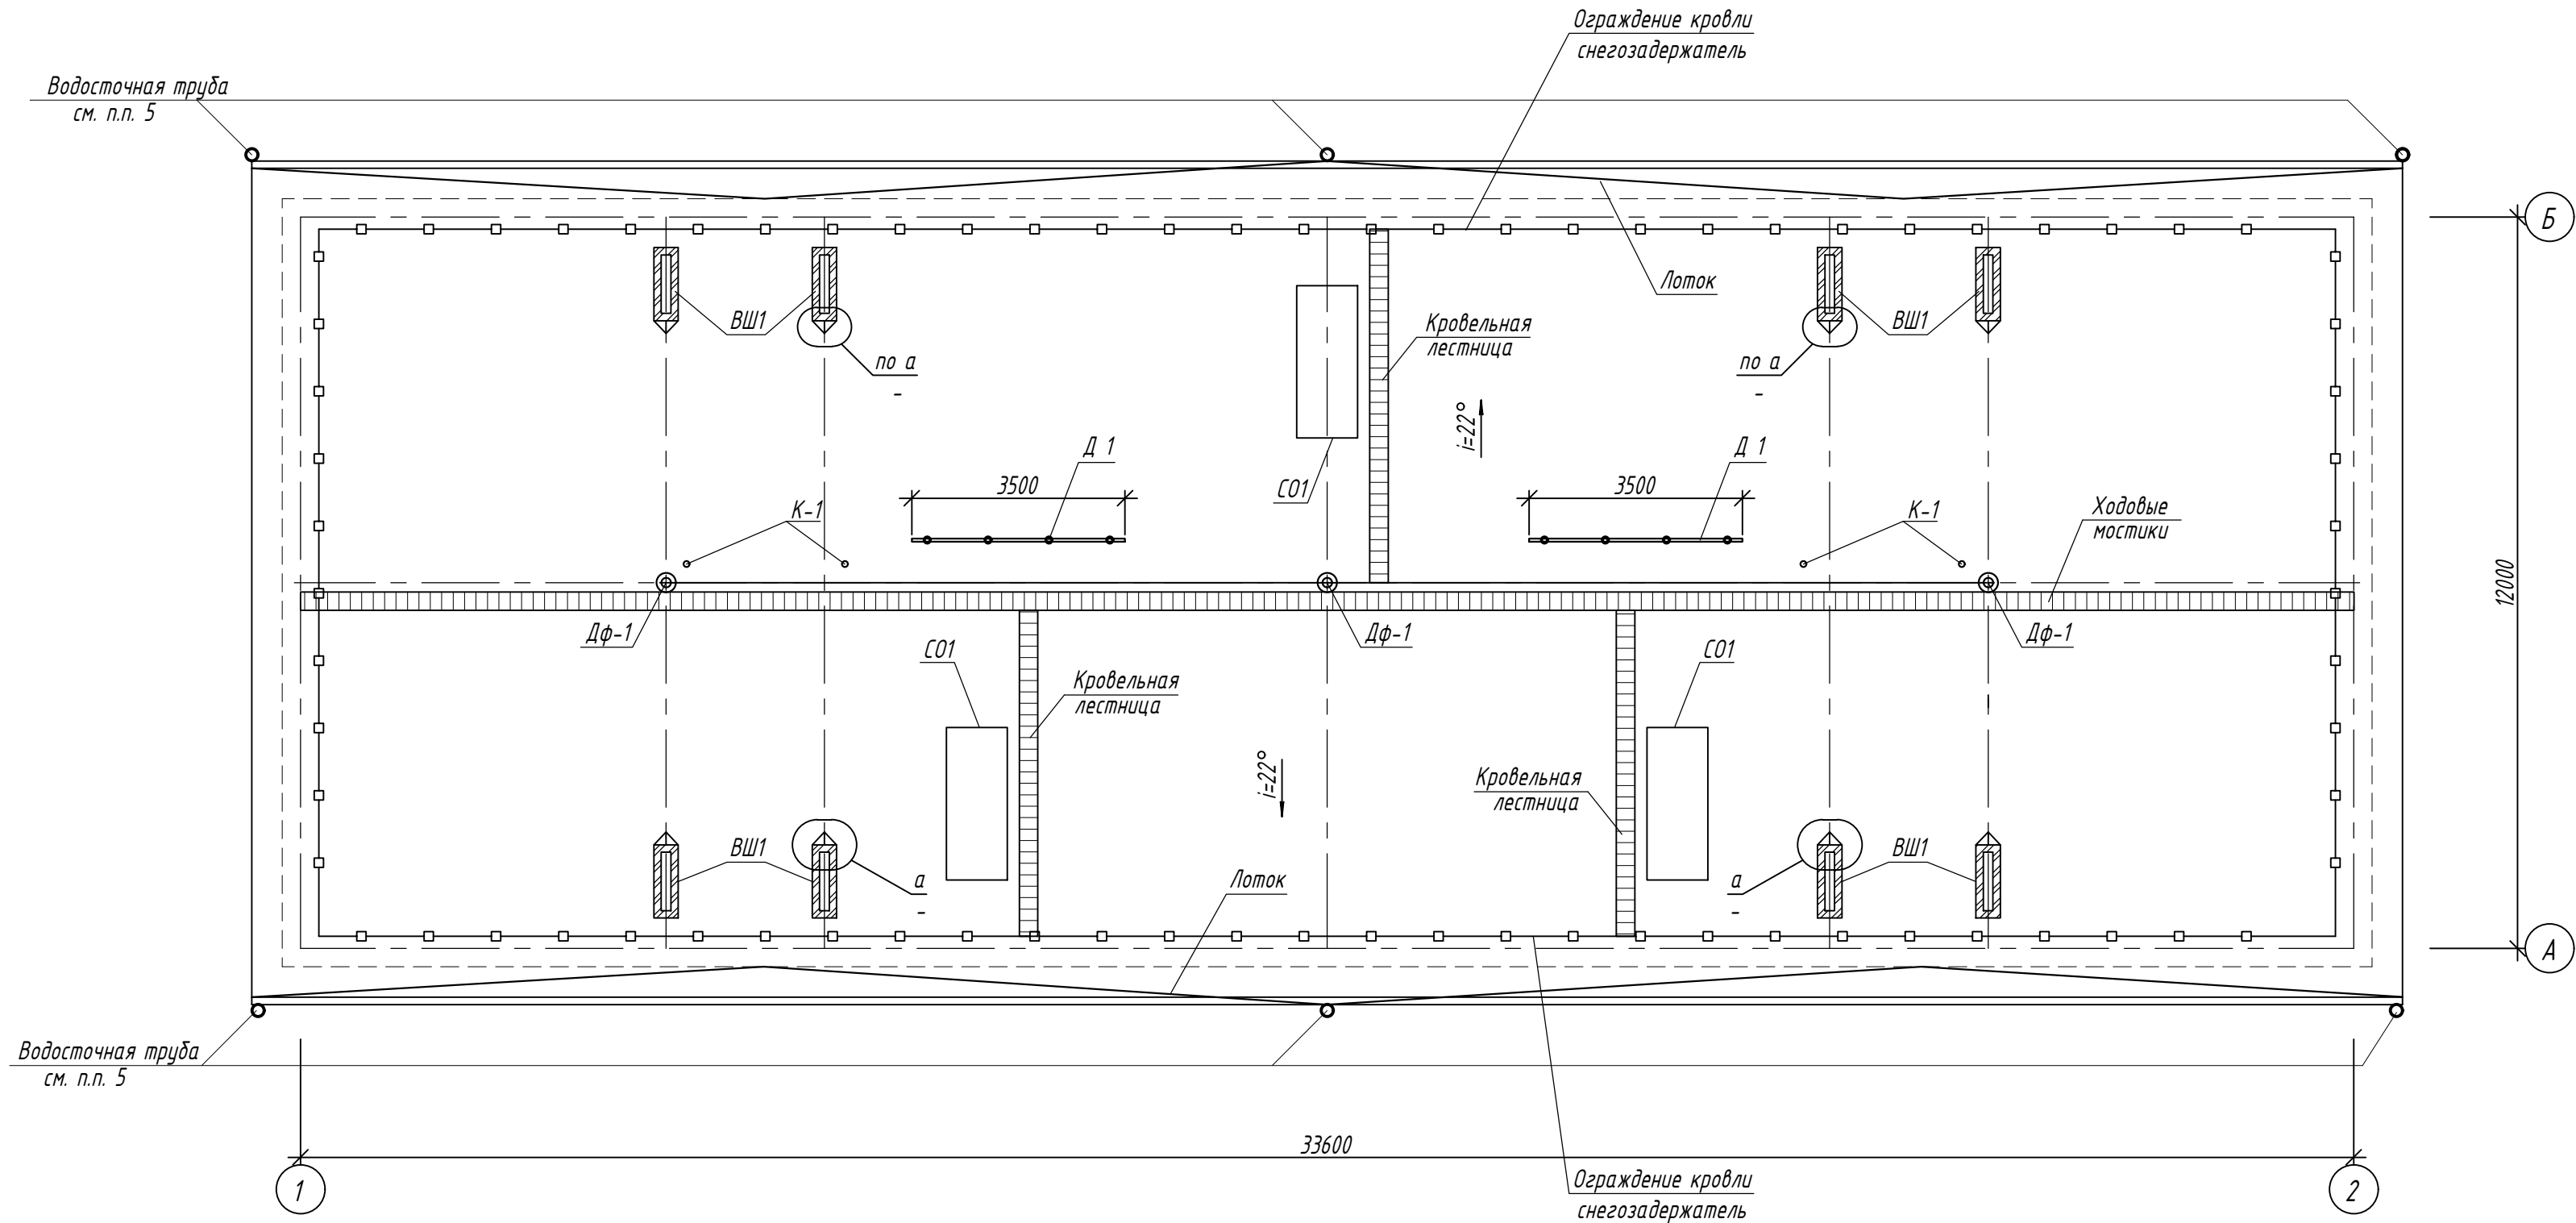 Ограждение кровли
снегозадержатель
Водосточная труба
см. п.п. 5
Б
Лоток
ВШ1
ВШ1
Кровельная
лестница
по а
-
по а
-
i=22°
Д 1
Д 1
3500
СО1
3500
К-1
К-1
Ходовые
мостики
12000
Дф-1
Дф-1
Дф-1
СО1
СО1
Кровельная
лестница
i=22°
Кровельная
лестница
ВШ1
ВШ1
а
-
Лоток
а
-
А
Водосточная труба
см. п.п. 5
33600
1
Ограждение кровли
снегозадержатель
2